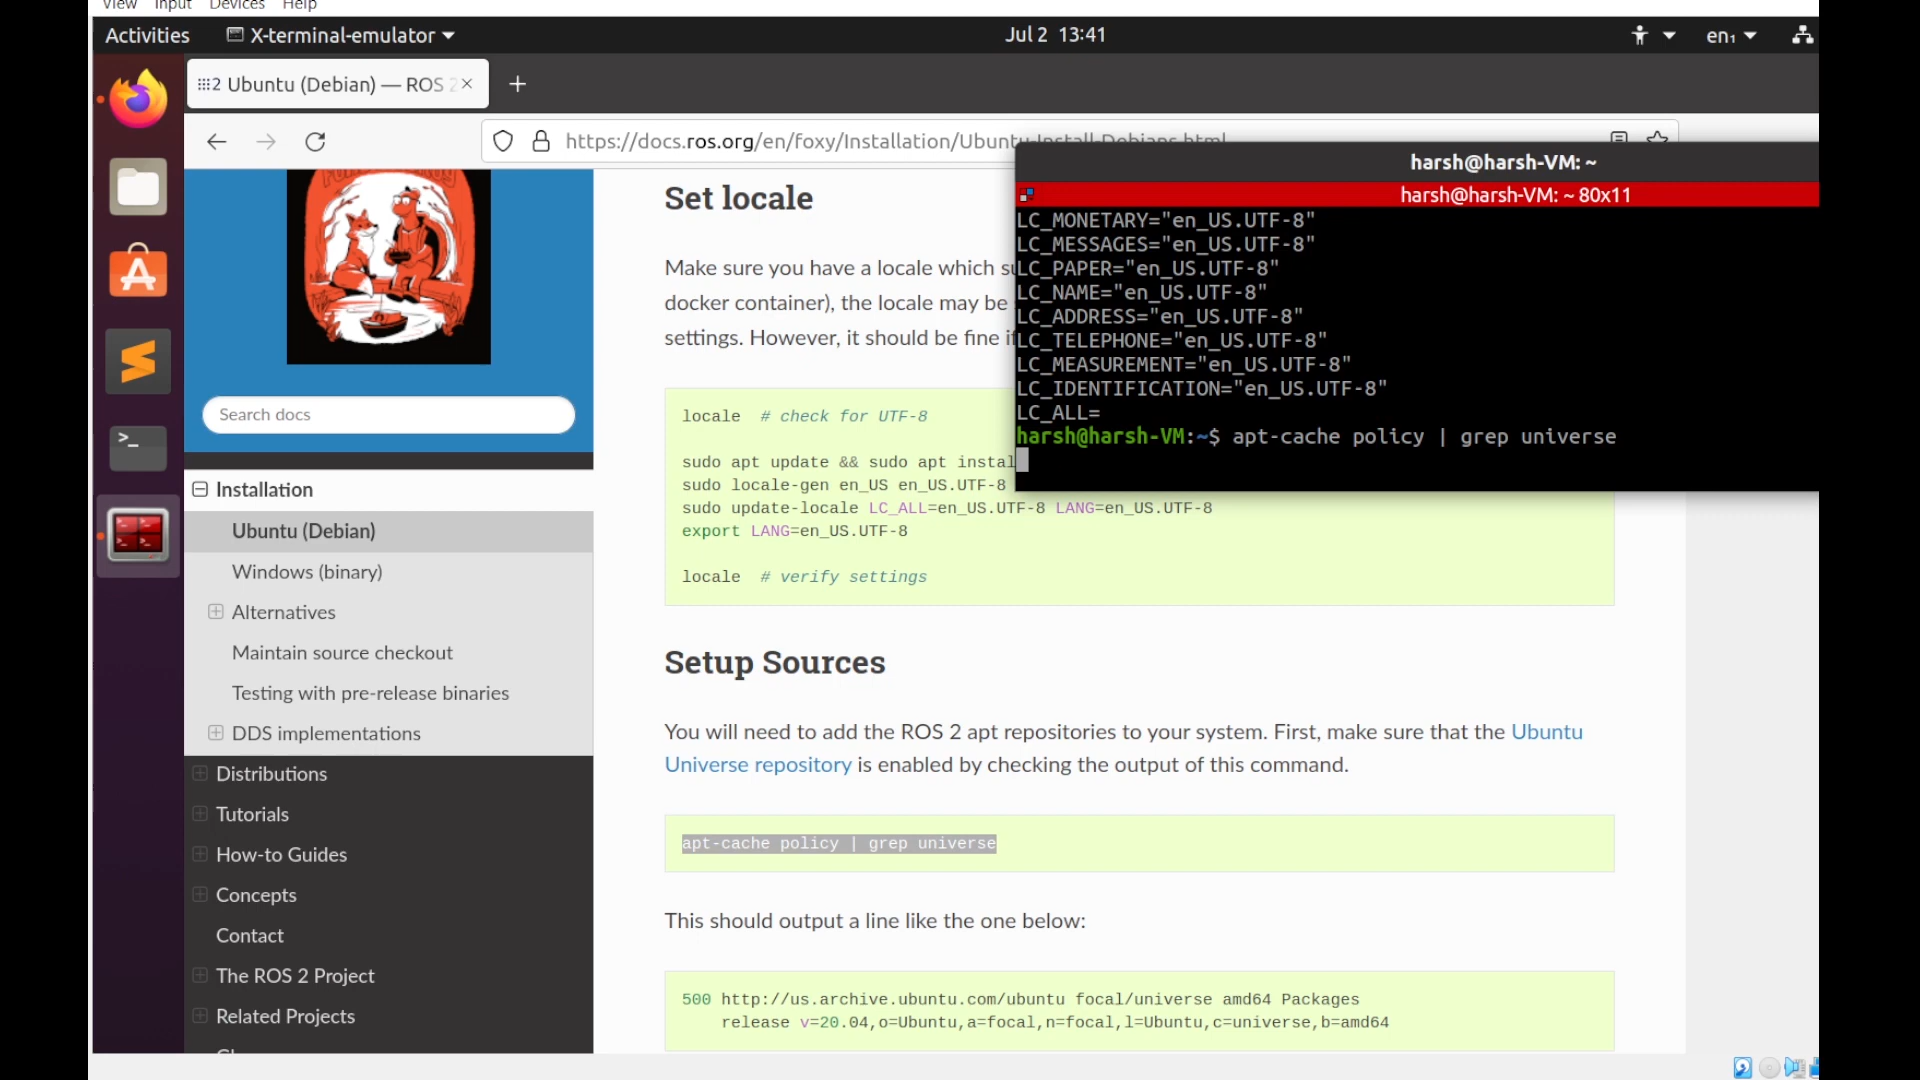 View Input Devices Help
Activities X-terminal-emulator Jul 2 13:41 en₁
Ubuntu (Debian) — ROS 2
https://docs.ros.org/en/foxy/Installation/Ubuntu-Install-Debians.html
harsh@harsh-VM: ~
harsh@harsh-VM: ~ 80x11
LC_MONETARY="en_US.UTF-8"
LC_MESSAGES="en_US.UTF-8"
LC_PAPER="en_US.UTF-8"
LC_NAME="en_US.UTF-8"
LC_ADDRESS="en_US.UTF-8"
LC_TELEPHONE="en_US.UTF-8"
LC_MEASUREMENT="en_US.UTF-8"
LC_IDENTIFICATION="en_US.UTF-8"
LC_ALL=
harsh@harsh-VM:~$ apt-cache policy | grep universe
Search docs
Installation
Ubuntu (Debian)
Windows (binary)
Alternatives
Maintain source checkout
Testing with pre-release binaries
DDS implementations
Distributions
Tutorials
How-to Guides
Concepts
Contact
The ROS 2 Project
Related Projects
Set locale
Make sure you have a locale which
docker container), the locale may be
settings. However, it should be fine
locale # check for UTF-8
sudo apt update && sudo apt instal
sudo locale-gen en_US en_US.UTF-8
sudo update-locale LC_ALL=en_US.UTF-8 LANG=en_US.UTF-8
export LANG=en_US.UTF-8
locale # verify settings
Setup Sources
You will need to add the ROS 2 apt repositories to your system. First, make sure that the Ubuntu
Universe repository is enabled by checking the output of this command.
apt-cache policy | grep universe
This should output a line like the one below:
500 http://us.archive.ubuntu.com/ubuntu focal/universe amd64 Packages
release v=20.04,o=Ubuntu,a=focal,n=focal,l=Ubuntu,c=universe,b=amd64